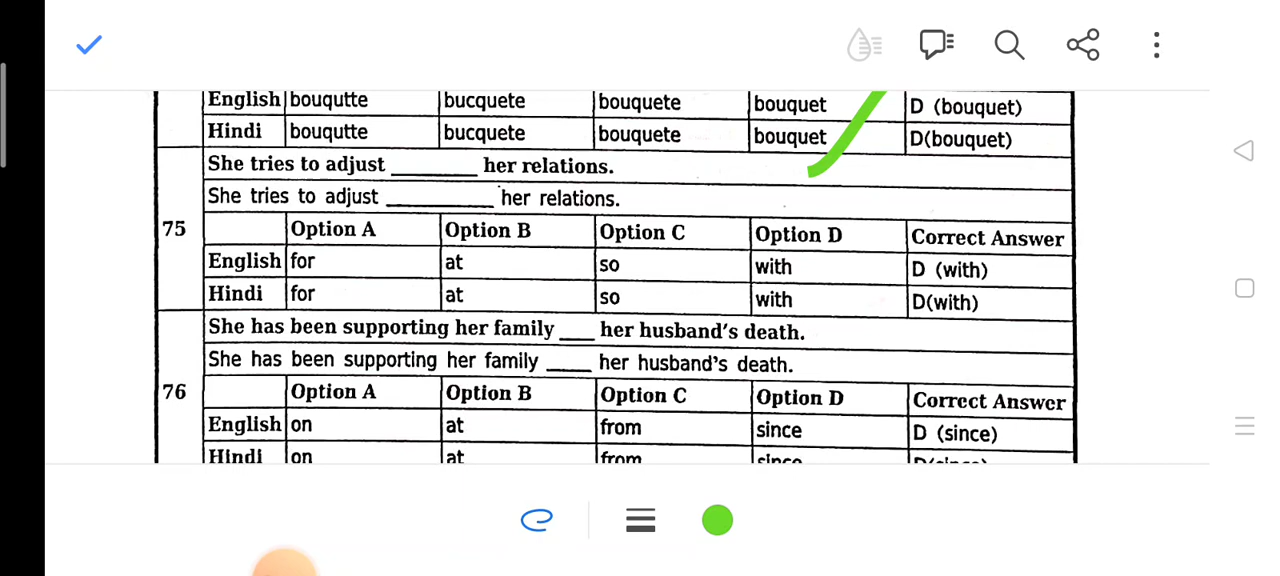 English bouqutte bucquete bouquete bouquet D (bouquet)
Hindi bouqutte bucquete bouquete bouquet D(bouquet)
She tries to adjust ________ her relations.
She tries to adjust __________ her relations.
75
Option A Option B Option C Option D Correct Answer
English for at so with D (with)
Hindi for at so with D(with)
She has been supporting her family ___ her husband's death.
She has been supporting her family ____ her husband's death.
76
Option A Option B Option C Option D Correct Answer
English on at from since D (since)
Hindi on at from since D(since)